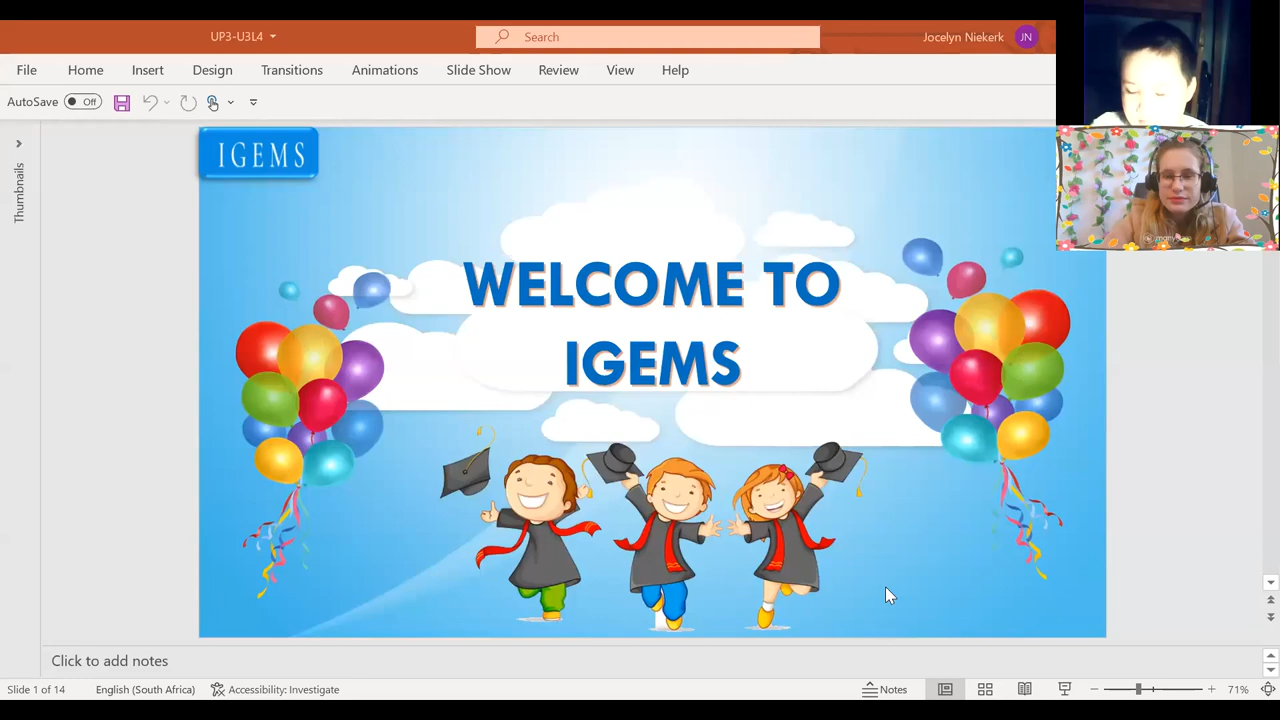 UP3-U3L4
Search
Jocelyn Niekerk
JN
File
Home
Insert
Design
Transitions
Animations
Slide Show
Review
View
Help
AutoSave
Off
Thumbnails
IGEMS
WELCOME TO
IGEMS
Click to add notes
Slide 1 of 14
English (South Africa)
Accessibility: Investigate
Notes
71%